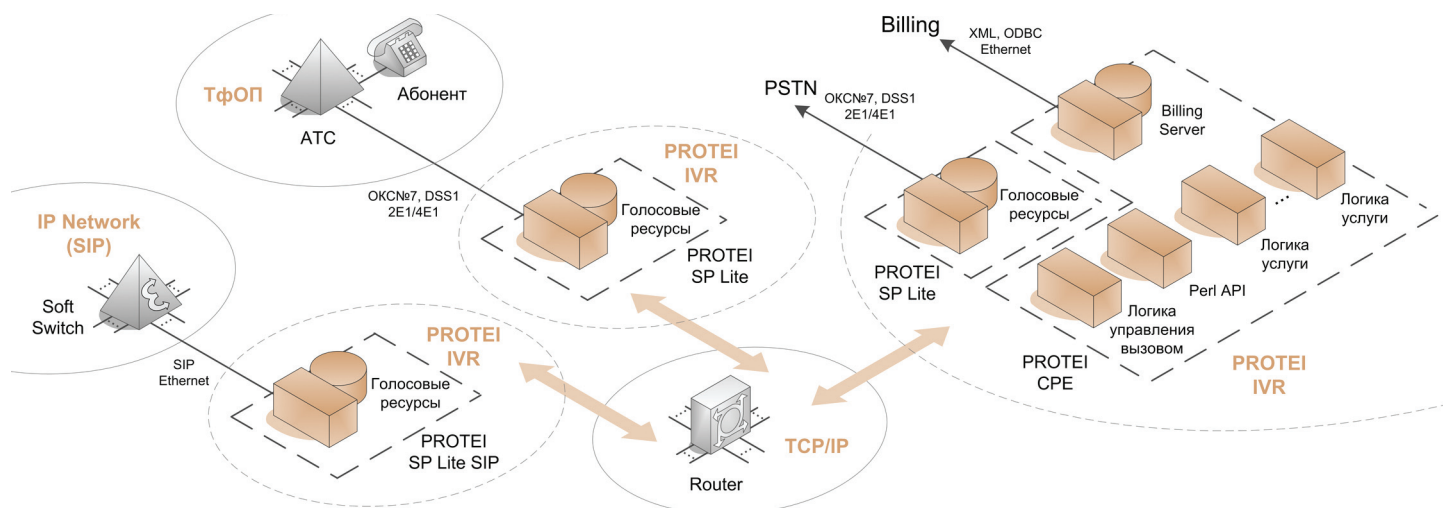 ТфОП
Абонент
АТС
ОКС№7, DSS1
2E1/4E1
PROTEI
IVR
Голосовые
ресурсы
PROTEI
SP Lite
IP Network
(SIP)
Soft
Switch
SIP
Ethernet
PROTEI
IVR
Голосовые
ресурсы
PROTEI
SP Lite SIP
TCP/IP
Router
Billing
XML, ODBC
Ethernet
PSTN
ОКС№7, DSS1
2E1/4E1
Billing
Server
Голосовые
ресурсы
PROTEI
SP Lite
Логика
услуги
...
Логика
услуги
Perl API
Логика
управления
вызовом
PROTEI
CPE
PROTEI
IVR